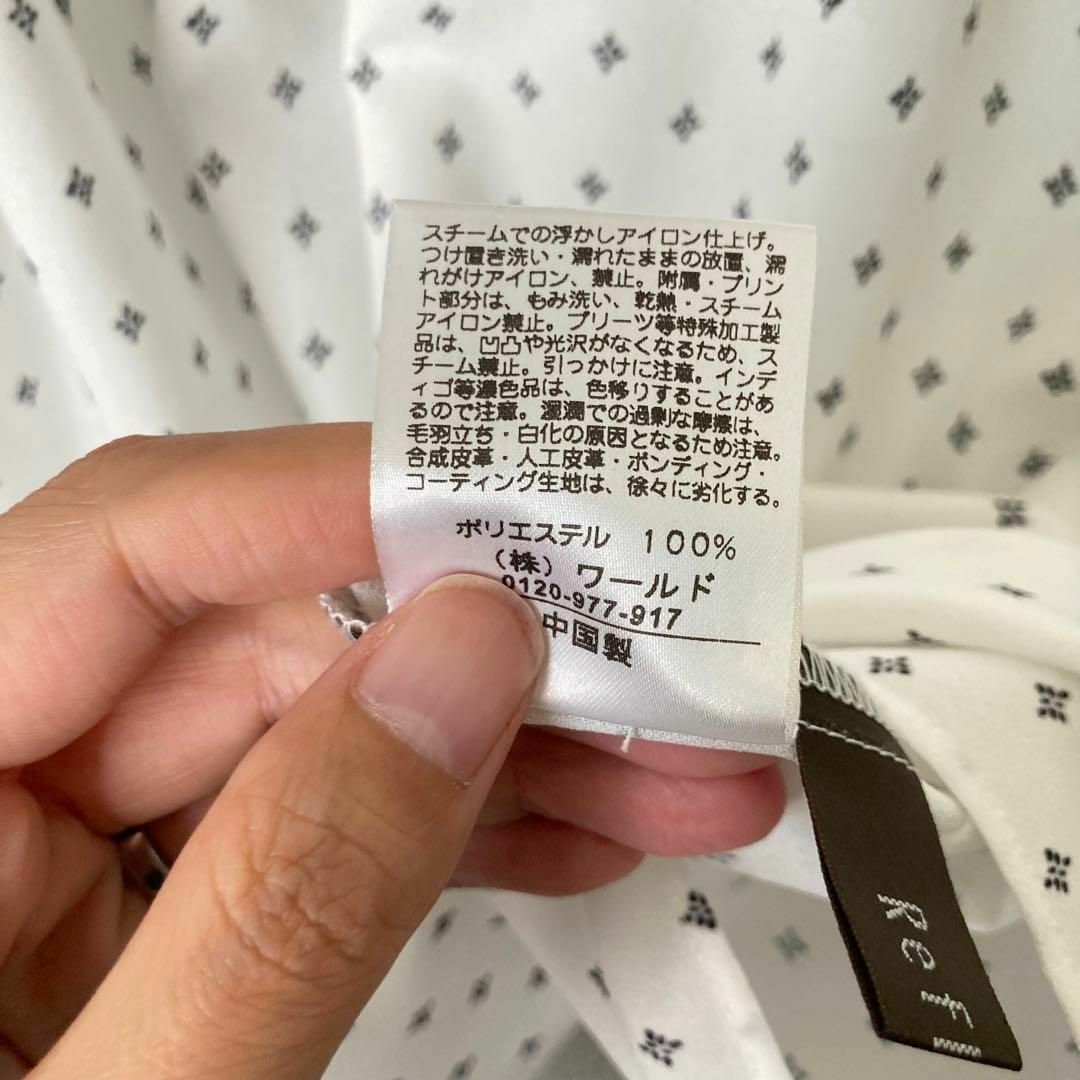 スチームでの浮かしアイロン仕上げ。
つけ置き洗い・濡れたままの放置、濡
れがけアイロン、禁止。附属・プリン
ト部分は、もみ洗い、乾熱・スチーム
アイロン禁止。プリーツ等特殊加工製
品は、凹凸や光沢がなくなるため、ス
チーム禁止。引っかけに注意。インデ
ィゴ等濃色品は、色移りすることがあ
るので注意。湿潤での過剰な摩擦は、
毛羽立ち・白化の原因となるため注意。
合成皮革・人工皮革・ボンディング・
コーティング生地は、徐々に劣化する。
ポリエステル 100%
(株) ワールド
0120-977-917
中国製
Ref